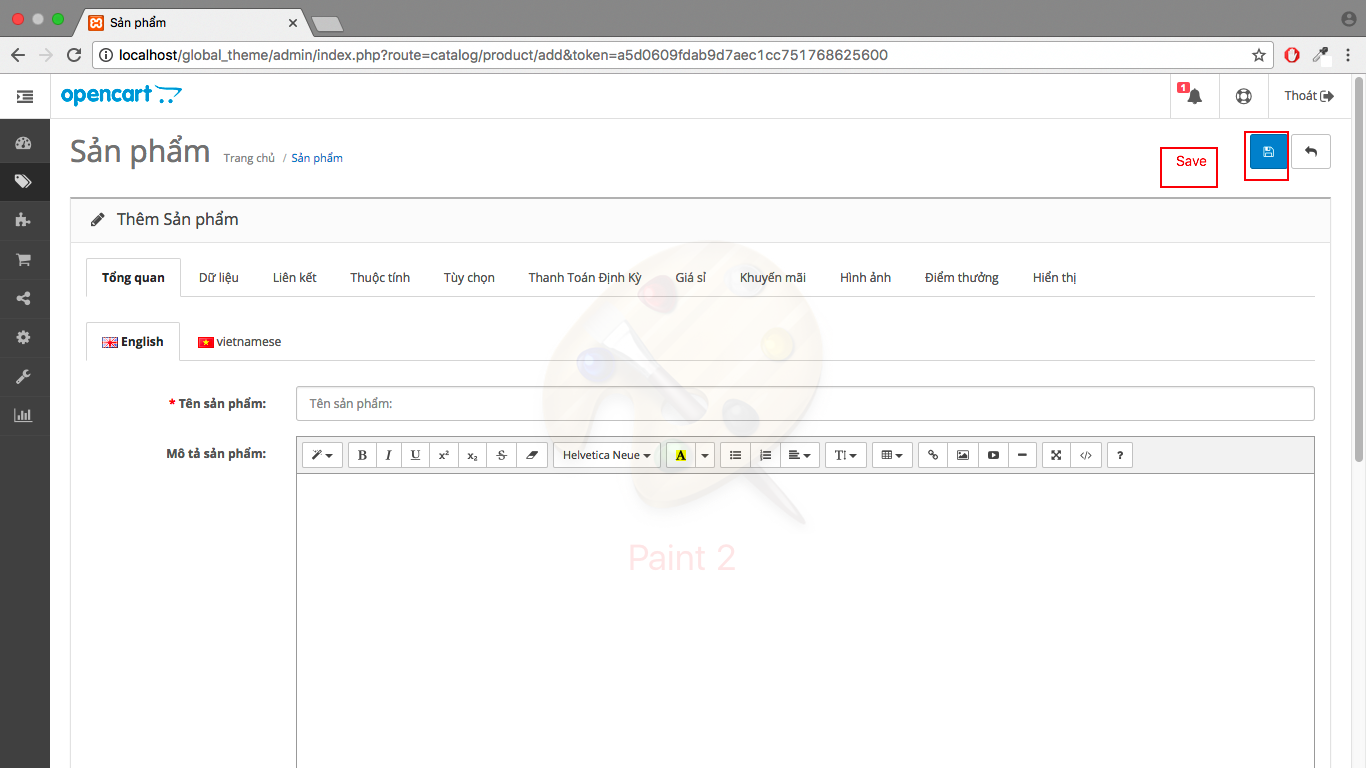 Sản phẩm
localhost/global_theme/admin/index.php?route=catalog/product/add&token=a5d0609fdab9d7aec1cc751768625600
opencart
1
Thoát
Sản phẩm
Trang chủ / Sản phẩm
Save
Thêm Sản phẩm
Tổng quan Dữ liệu Liên kết Thuộc tính Tùy chọn Thanh Toán Định Kỳ Giá sỉ Khuyến mãi Hình ảnh Điểm thưởng Hiển thị
English vietnamese
* Tên sản phẩm: Tên sản phẩm:
Mô tả sản phẩm: B I U x² x₂ S Helvetica Neue A TI </> ?
Paint 2